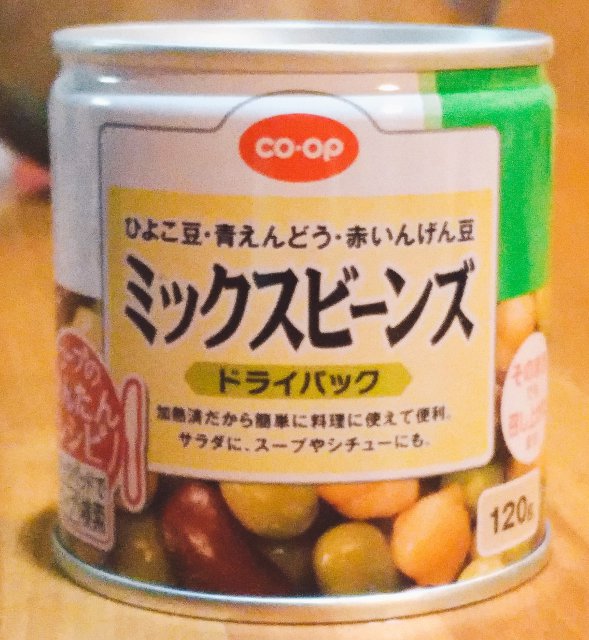 CO·OP
ひよこ豆・青えんどう・赤いんげん豆
ミックスビーンズ
ドライパック
加熱済だから簡単に料理に使えて便利。
サラダに、スープやシチューにも。
120g